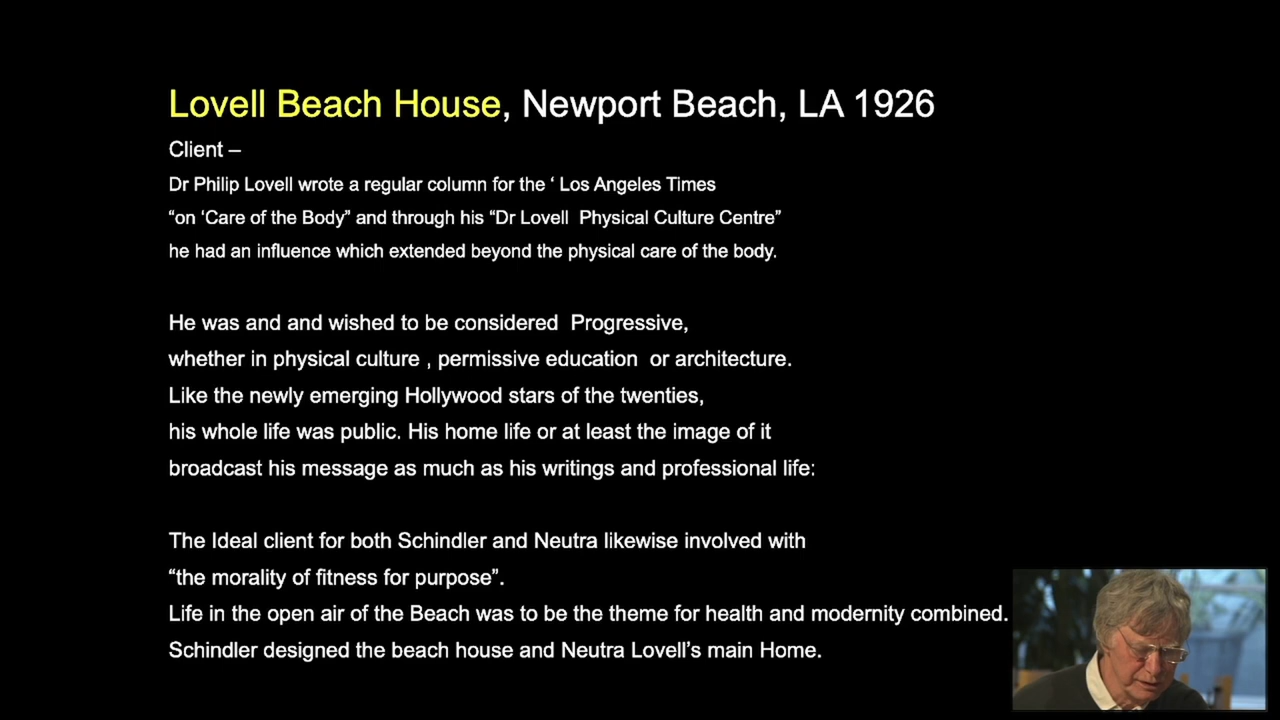 Lovell Beach House, Newport Beach, LA 1926
Client –
Dr Philip Lovell wrote a regular column for the ‘ Los Angeles Times
“on ‘Care of the Body” and through his “Dr Lovell  Physical Culture Centre”
he had an influence which extended beyond the physical care of the body.
He was and and wished to be considered  Progressive,
whether in physical culture , permissive education  or architecture.
Like the newly emerging Hollywood stars of the twenties,
his whole life was public. His home life or at least the image of it
broadcast his message as much as his writings and professional life:
The Ideal client for both Schindler and Neutra likewise involved with
“the morality of fitness for purpose”.
Life in the open air of the Beach was to be the theme for health and modernity combined.
Schindler designed the beach house and Neutra Lovell’s main Home.